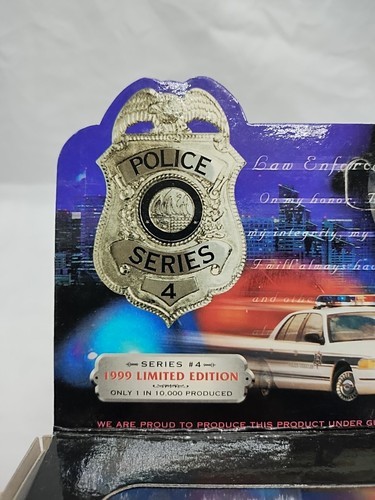 POLICE
SERIES
4
Law Enforc
On my honor, I
my integrity, my
I will always hav
and
SERIES #4
1999 LIMITED EDITION
ONLY 1 IN 10,000 PRODUCED
WE ARE PROUD TO PRODUCE THIS PRODUCT UNDER